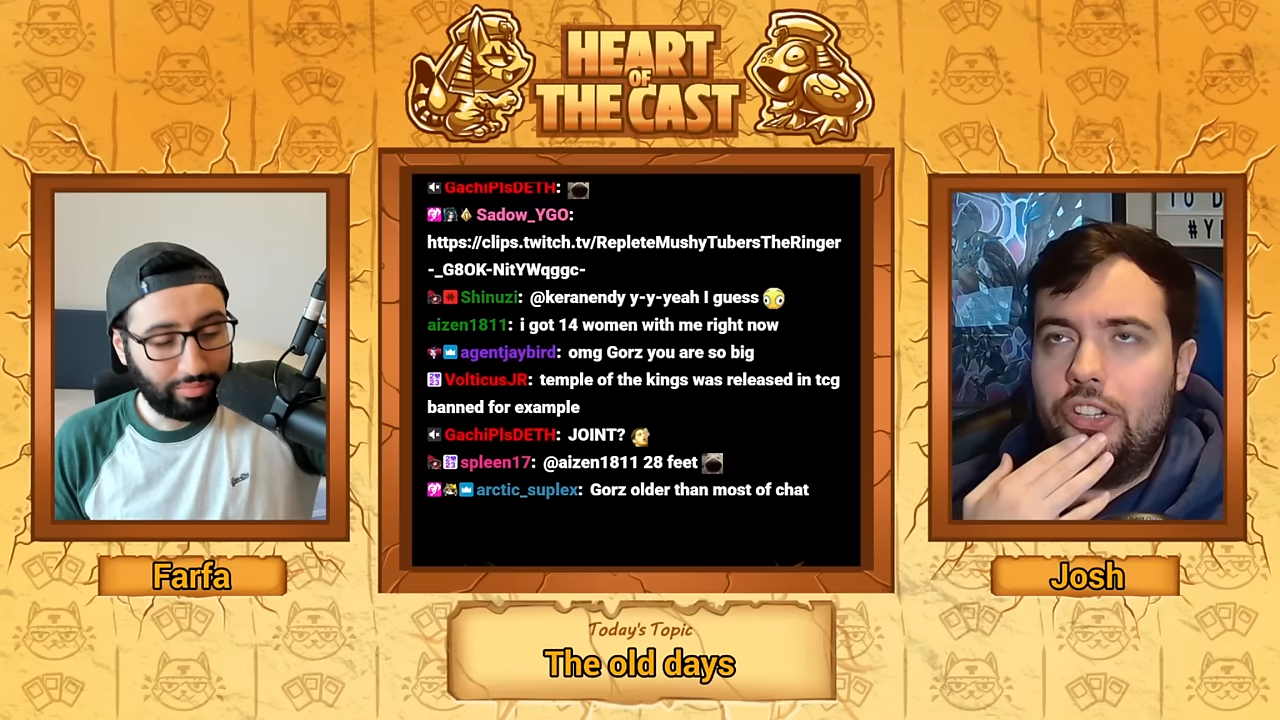 HEART
OF
THE CAST
TO D
#YU
GachiPlsDETH:
Sadow_YGO:
https://clips.twitch.tv/RepleteMushyTubersTheRinger
-_G8OK-NitYWqggc-
Shinuzi: @keranendy y-y-yeah I guess
aizen1811: i got 14 women with me right now
agentjaybird: omg Gorz you are so big
VolticusJR: temple of the kings was released in tcg
banned for example
GachiPlsDETH: JOINT?
spleen17: @aizen1811 28 feet
arctic_suplex: Gorz older than most of chat
Farfa
Josh
Today's Topic
The old days